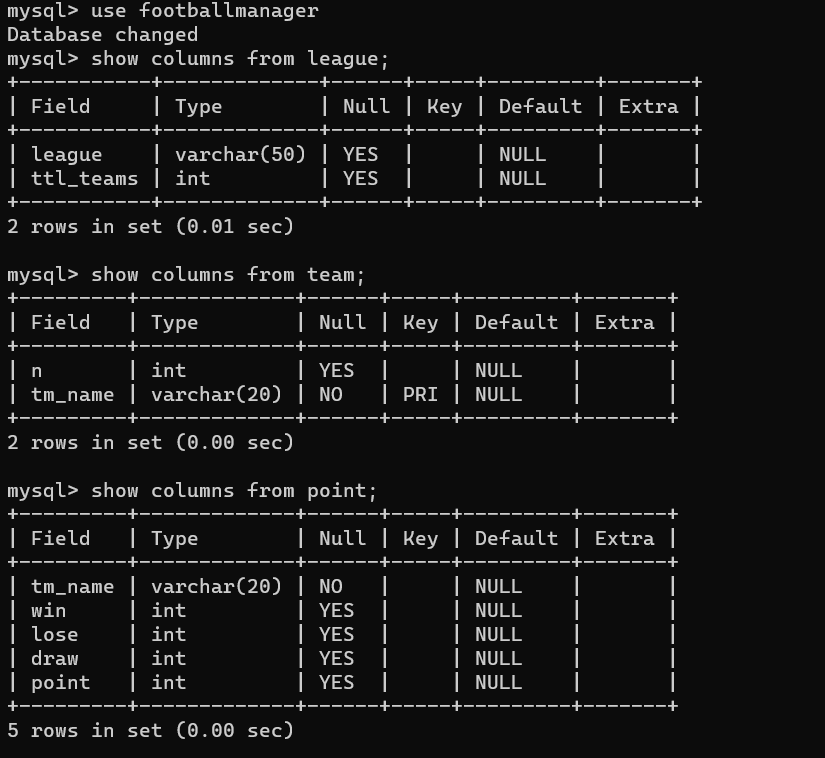 mysql> use footballmanager
Database changed
mysql> show columns from league;
+-----------+-------------+------+-----+---------+-------+
| Field     | Type        | Null | Key | Default | Extra |
+-----------+-------------+------+-----+---------+-------+
| league    | varchar(50) | YES  |     | NULL    |       |
| ttl_teams | int         | YES  |     | NULL    |       |
+-----------+-------------+------+-----+---------+-------+
2 rows in set (0.01 sec)

mysql> show columns from team;
+---------+-------------+------+-----+---------+-------+
| Field   | Type        | Null | Key | Default | Extra |
+---------+-------------+------+-----+---------+-------+
| n       | int         | YES  |     | NULL    |       |
| tm_name | varchar(20) | NO   | PRI | NULL    |       |
+---------+-------------+------+-----+---------+-------+
2 rows in set (0.00 sec)

mysql> show columns from point;
+---------+-------------+------+-----+---------+-------+
| Field   | Type        | Null | Key | Default | Extra |
+---------+-------------+------+-----+---------+-------+
| tm_name | varchar(20) | NO   |     | NULL    |       |
| win     | int         | YES  |     | NULL    |       |
| lose    | int         | YES  |     | NULL    |       |
| draw    | int         | YES  |     | NULL    |       |
| point   | int         | YES  |     | NULL    |       |
+---------+-------------+------+-----+---------+-------+
5 rows in set (0.00 sec)